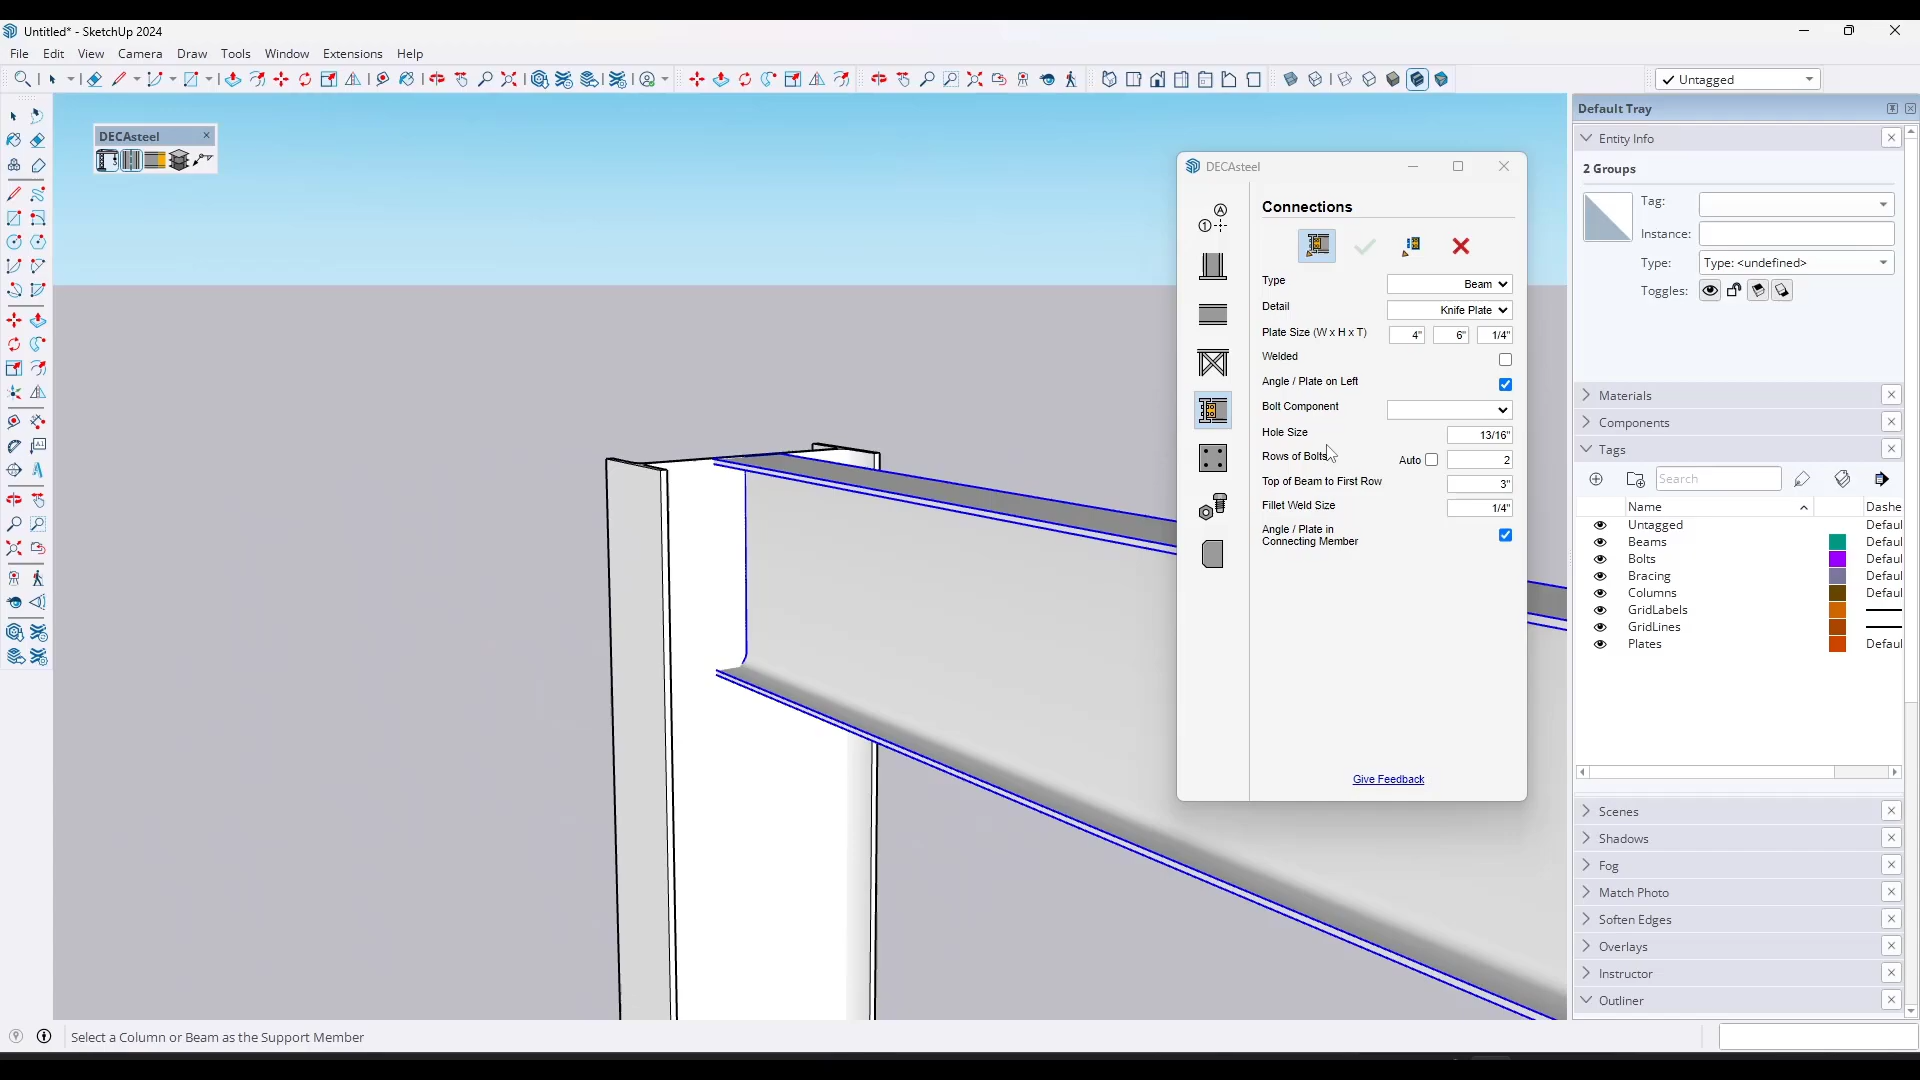 Untitled* - SketchUp 2024
File Edit View Camera Draw Tools Window Extensions Help
Untagged
Default Tray
Entity Info
2 Groups
Tag:
Instance:
Type: Type: <undefined>
Toggles:
Materials
Components
Tags
Search
Name Dashe
Untagged Defaul
Beams Defaul
Bolts Defaul
Bracing Defaul
Columns Defaul
GridLabels
GridLines
Plates Defaul
Scenes
Shadows
Fog
Match Photo
Soften Edges
Overlays
Instructor
Outliner
DECAsteel
DECAsteel
Connections
Type Beam
Detail Knife Plate
Plate Size (W x H x T) 4" 6" 1/4"
Welded
Angle / Plate on Left
Bolt Component
Hole Size 13/16"
Rows of Bolts Auto 2
Top of Beam to First Row 3"
Fillet Weld Size 1/4"
Angle / Plate in
Connecting Member
Give Feedback
Select a Column or Beam as the Support Member